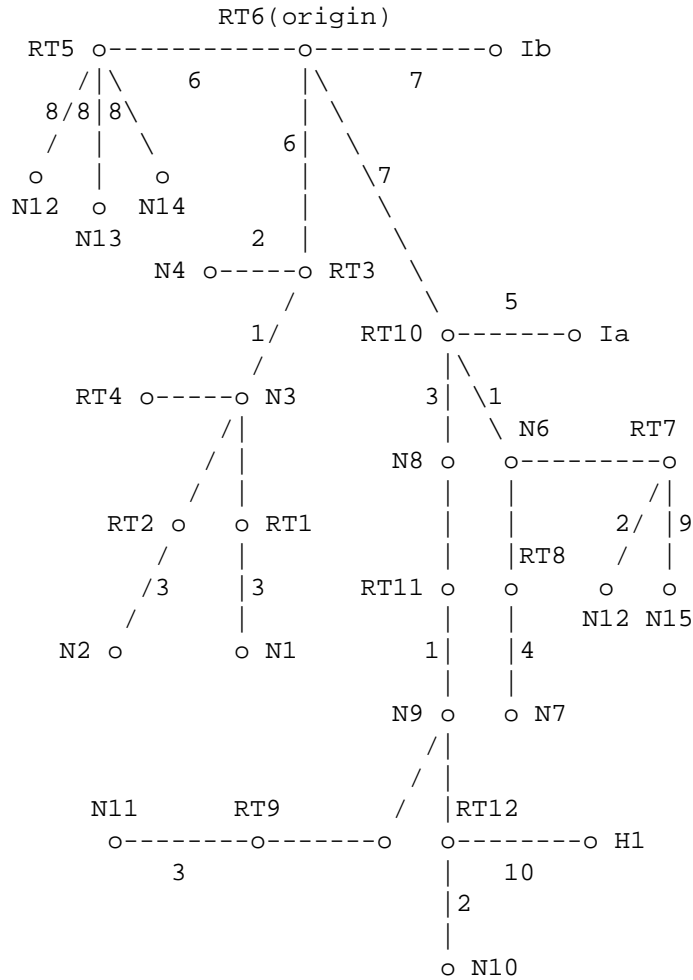 RT6(origin)
RT5 o------------o-----------o Ib
6 7
8/8|8\
6
7
N12 o
N13 o
N14 o
2
N4 o-----o RT3
5
1/
RT10 o-------o Ia
RT4 o-----o N3
3 1
N6 RT7
N8 o o---------o
RT2 o o RT1
2/ 9
RT8
/3 3
RT11 o o o o
N12 N15
N2 o o N1
1 4
N9 o o N7
N11 RT9 RT12
o--------o-------o o--------o H1
3 10
2
o N10